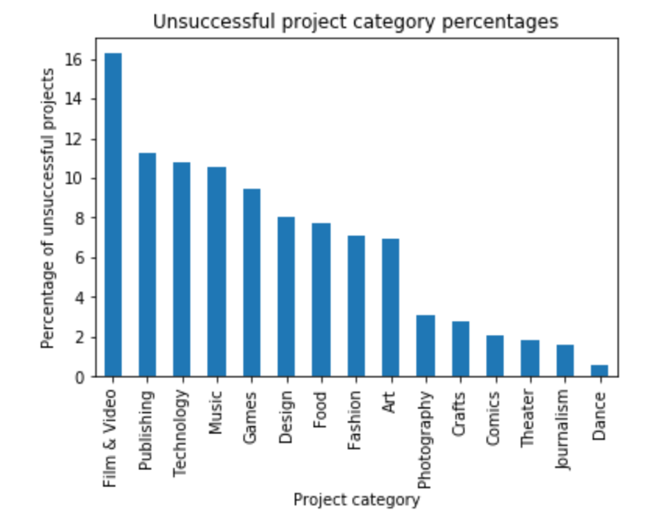 Unsuccessful project category percentages
Percentage of unsuccessful projects
16
14
12
10
8
6
4
2
0
Film & Video
Publishing
Technology
Music
Games
Design
Food
Fashion
Art
Photography
Crafts
Comics
Theater
Journalism
Dance
Project category